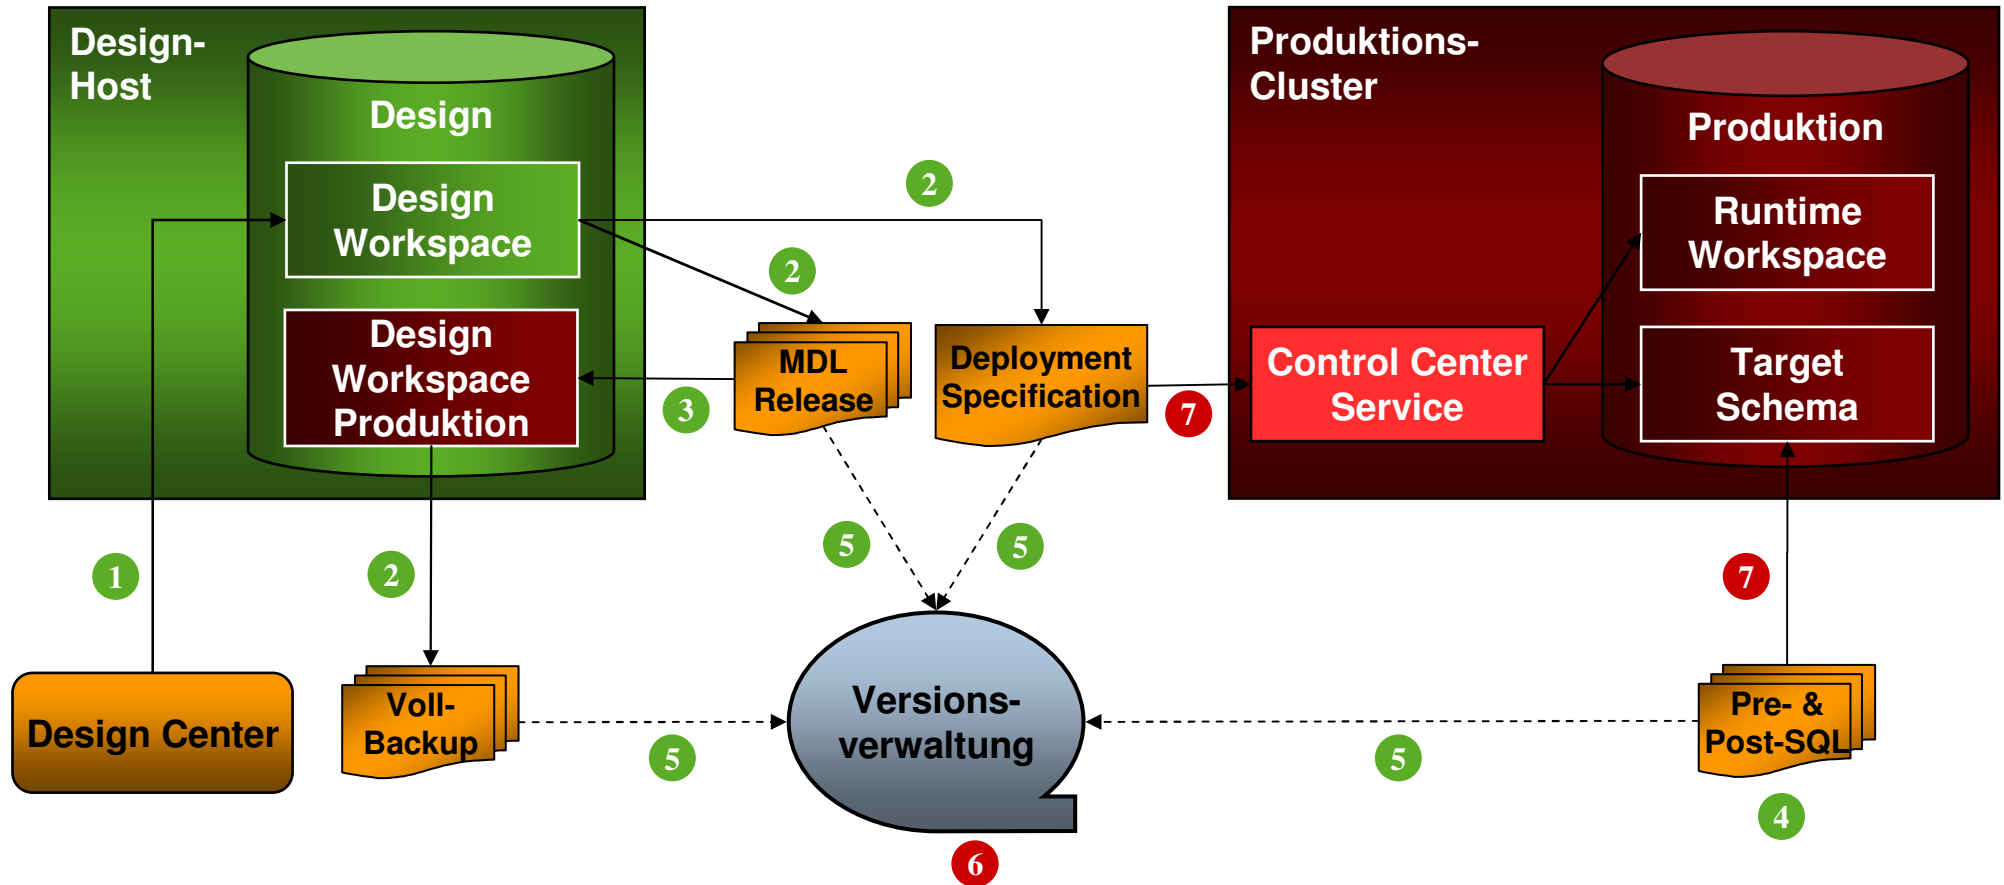 Design-
Host
Design
Design
Workspace
Design
Workspace
Produktion
2
2
3
MDL
Release
Deployment
Specification
7
Produktions-
Cluster
Produktion
Runtime
Workspace
Control Center
Service
Target
Schema
1
2
5
5
7
Design Center
Voll-
Backup
5
Versions-
verwaltung
6
5
Pre- &
Post-SQL
4